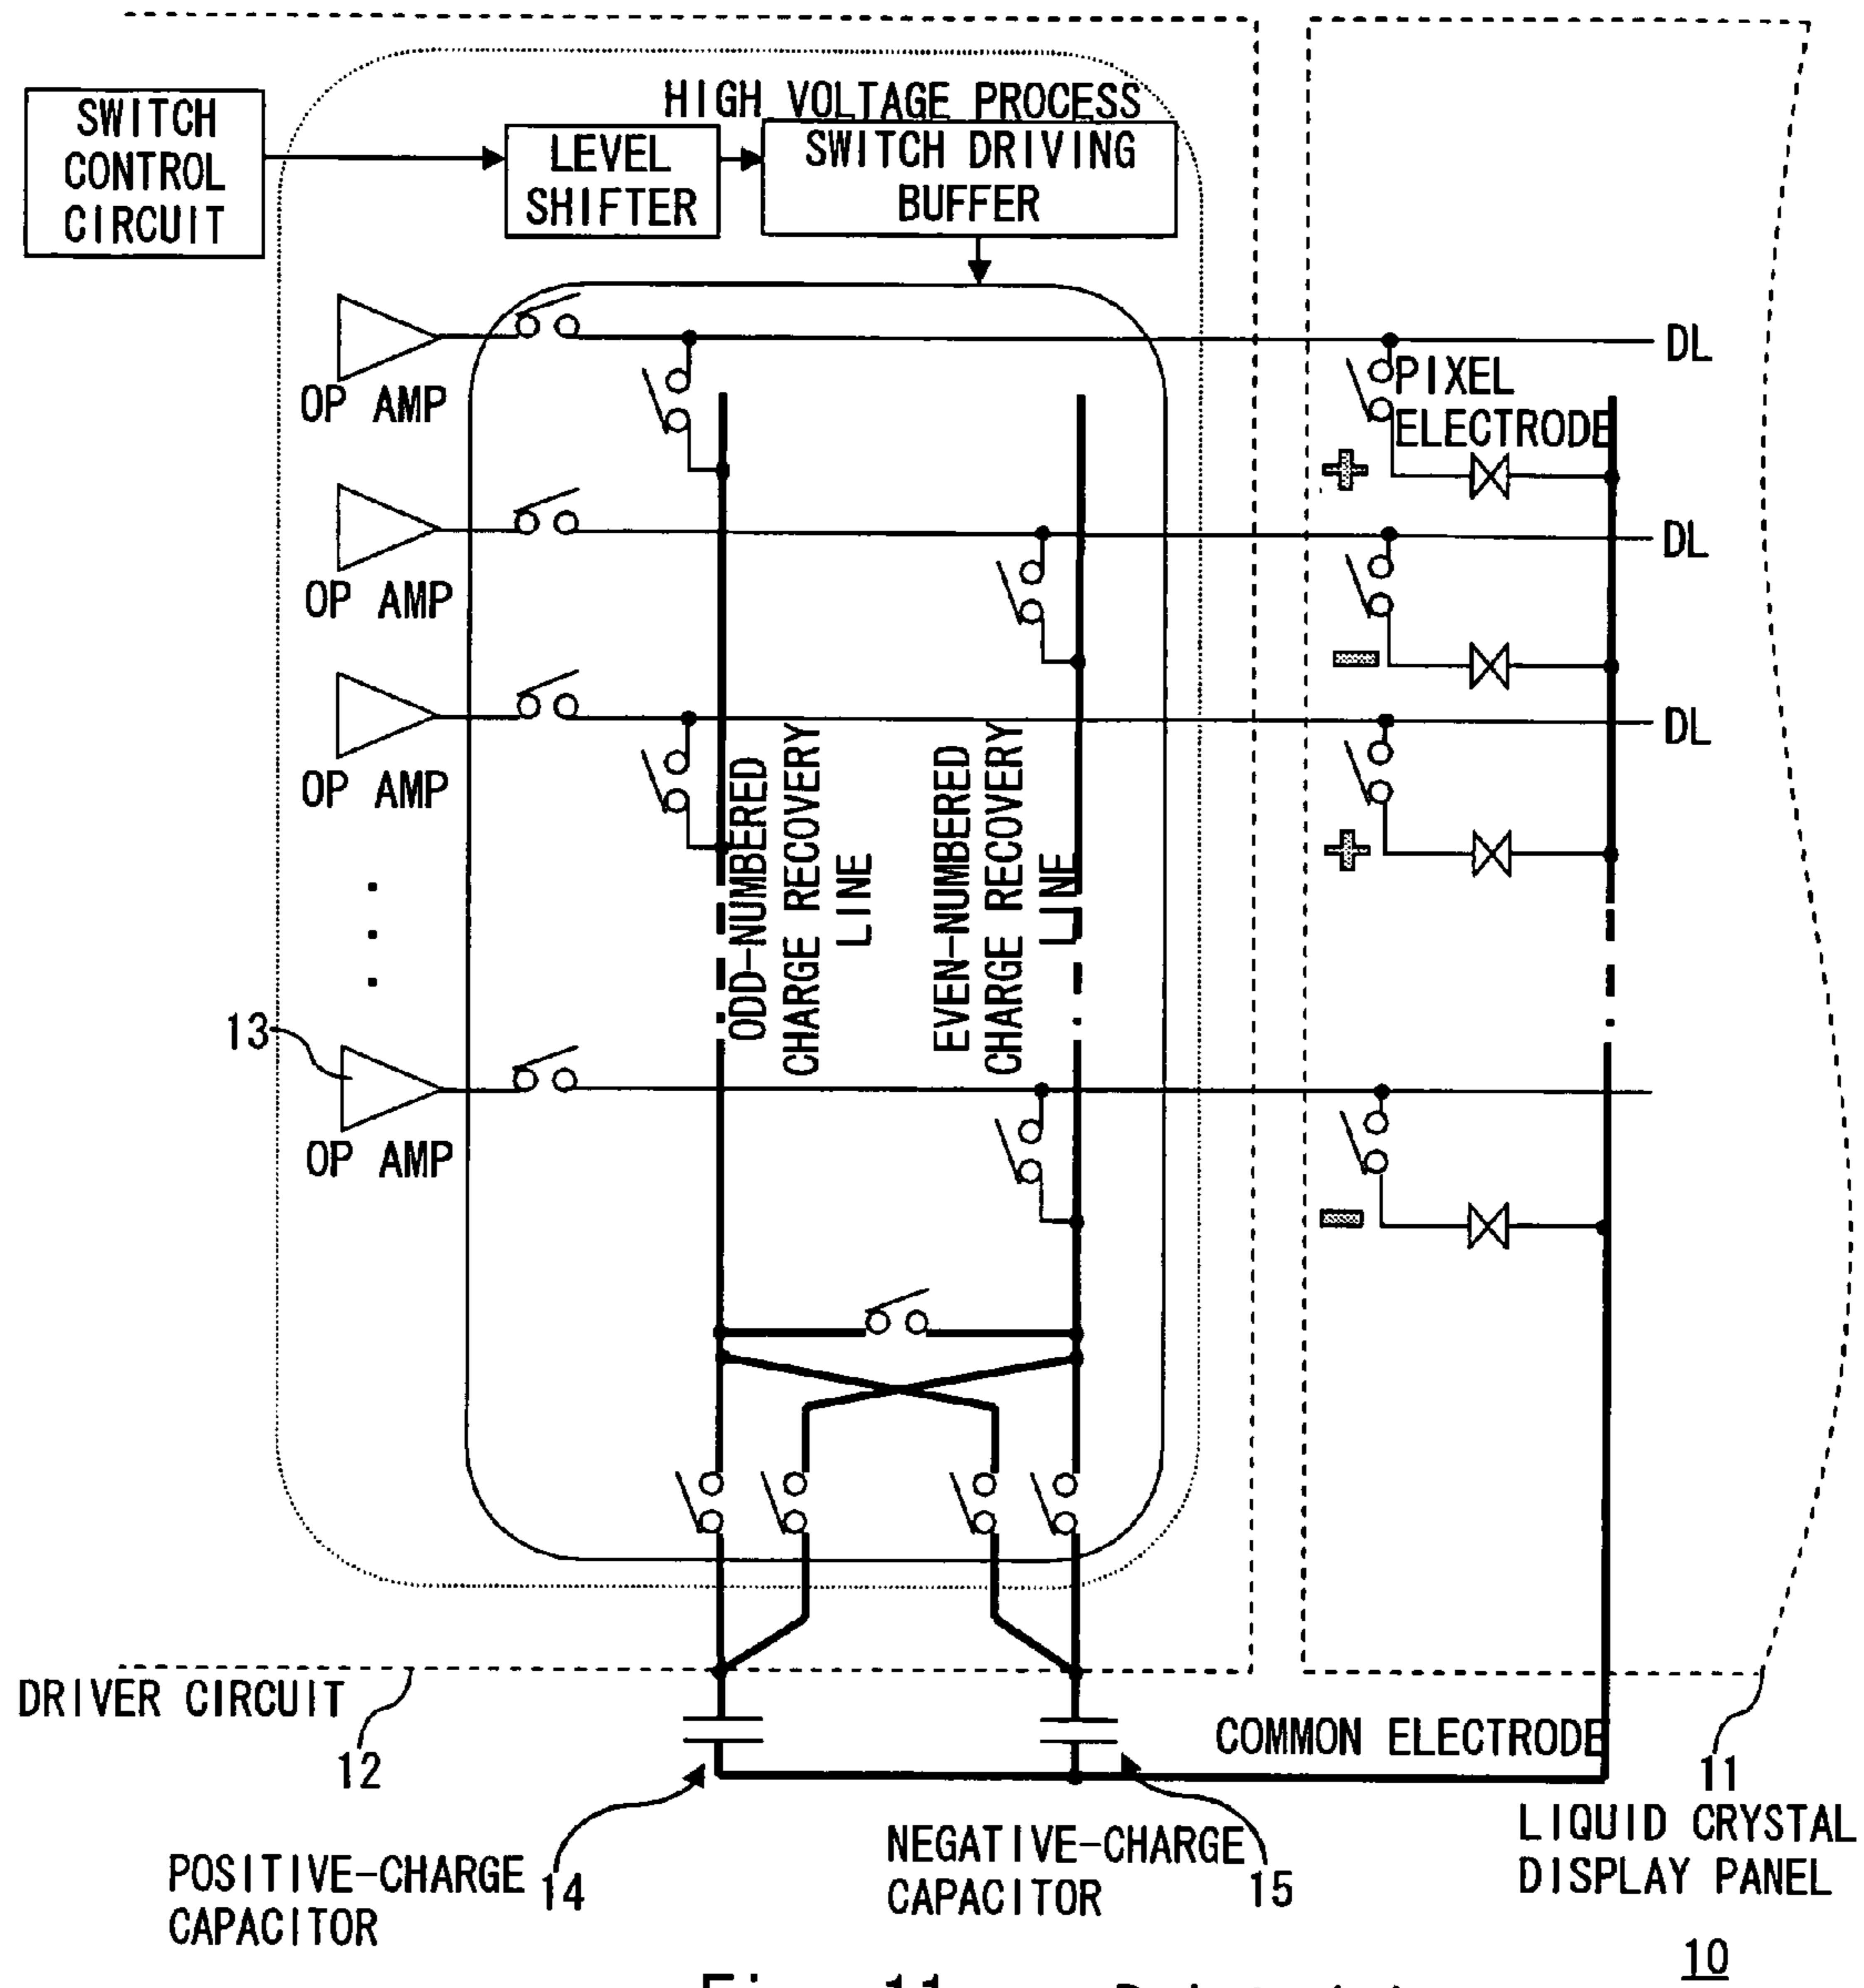 HIGH VOLTAGE PROCESS
SWITCH
CONTROL
CIRCUIT
LEVEL
SHIFTER
SWITCH DRIVING
BUFFER
OP AMP
DL
PIXEL
ELECTRODE
OP AMP
DL
OP AMP
DL
ODD-NUMBERED
CHARGE RECOVERY
LINE
EVEN-NUMBERED
CHARGE RECOVERY
LINE
13
OP AMP
DRIVER CIRCUIT
12
COMMON ELECTRODE
11
LIQUID CRYSTAL
DISPLAY PANEL
POSITIVE-CHARGE
CAPACITOR
14
NEGATIVE-CHARGE
CAPACITOR
15
10